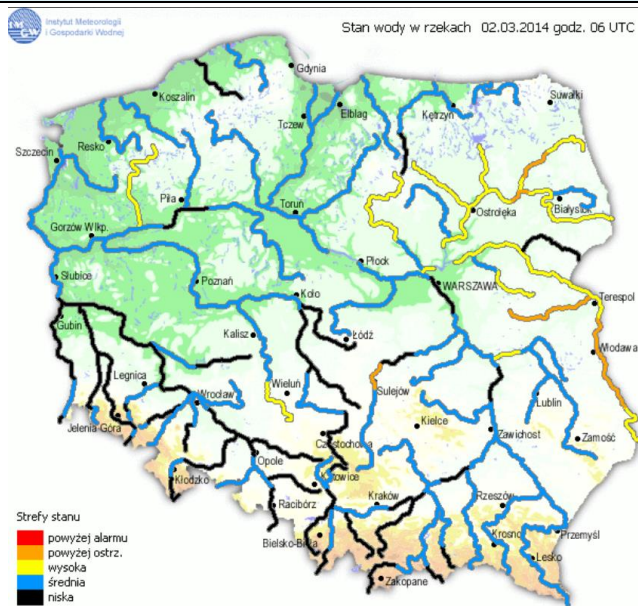 IMGW
Instytut Meteorologii
i Gospodarki Wodnej
Stan wody w rzekach 02.03.2014 godz. 06 UTC
Gdynia
Koszalin
Suwałki
Elbląg
Kętrzyn
Tczew
Resko
Szczecin
Piła
Toruń
Ostrołęka
Białystok
Gorzów Wlkp.
Płock
Słubice
Poznań
WARSZAWA
Koło
Terespol
Gubin
Kalisz
Łódź
Włodawa
Legnica
Wieluń
Sulejów
Wrocław
Lublin
Jelenia Góra
Kielce
Zawichost
Zamość
Częstochowa
Opole
Kłodzko
Katowice
Racibórz
Kraków
Rzeszów
Bielsko-Biała
Krosno
Przemyśl
Lesko
Zakopane
Strefy stanu
powyżej alarmu
powyżej ostrz.
wysoka
średnia
niska